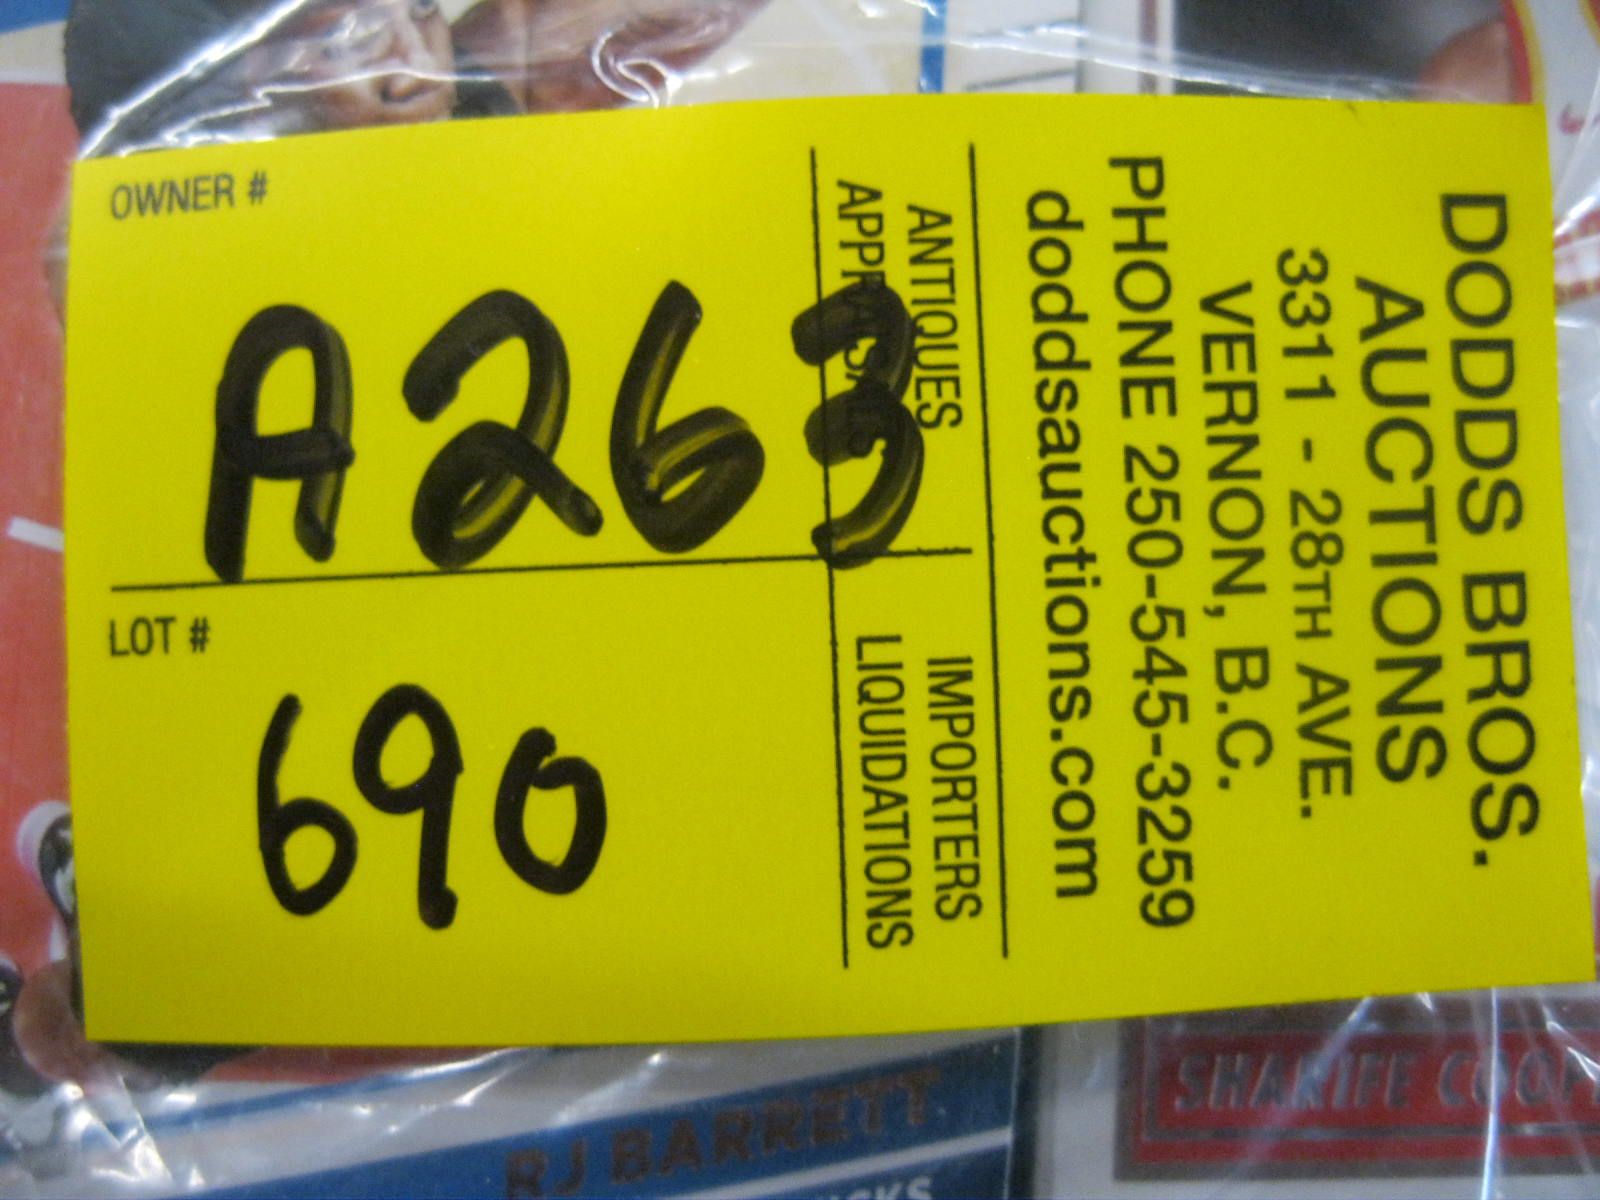 OWNER #
A263
LOT #
690
DODDS BROS.
AUCTIONS
3311 - 28TH AVE.
VERNON, B.C.
PHONE 250-545-3259
doddsauctions.com
ANTIQUES
APPRAISALS
IMPORTERS
LIQUIDATIONS
RJ BARRETT
SHARIFE COOP